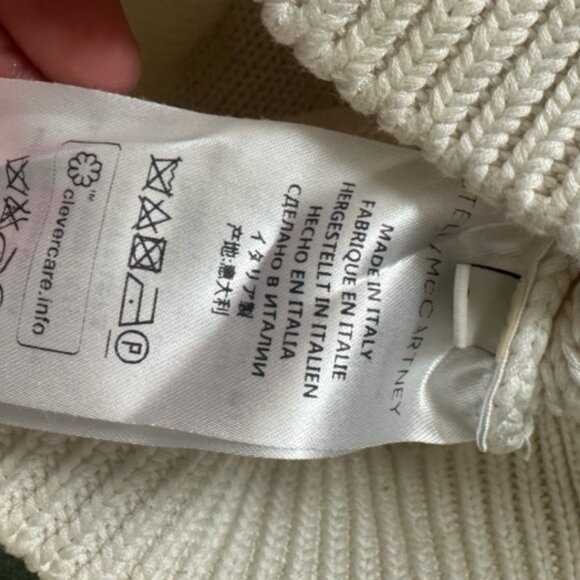 STELLA McCARTNEY
MADE IN ITALY
FABRIQUE EN ITALIE
HERGESTELLT IN ITALIEN
HECHO EN ITALIA
СДЕЛАНО В ИТАЛИИ
イタリア製
产地:意大利
P
clevercare.info
TM